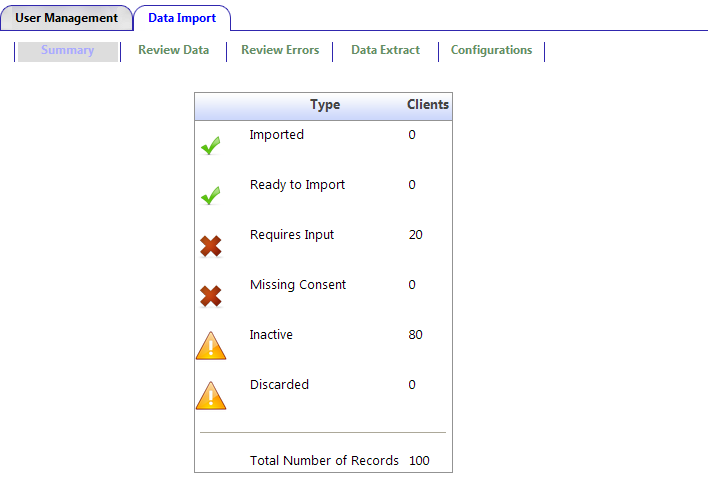 User Management Data Import
Summary Review Data Review Errors Data Extract Configurations
Type Clients
Imported 0
Ready to Import 0
Requires Input 20
Missing Consent 0
Inactive 80
Discarded 0
Total Number of Records 100